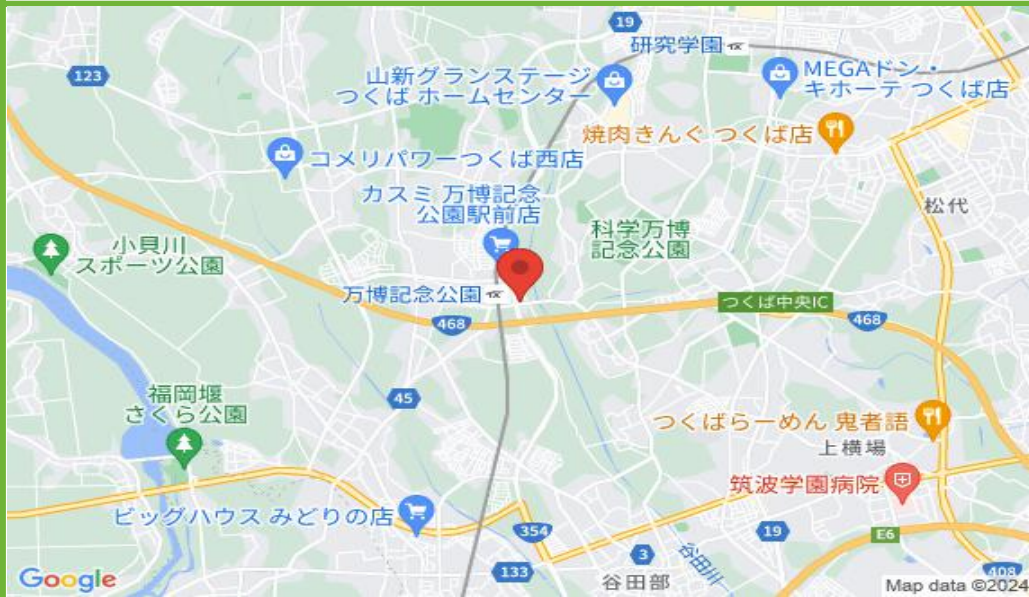 19
研究学園
123
山新グランステージ
つくば ホームセンター
MEGAドン・
キホーテ つくば店
焼肉きんぐ つくば店
コメリパワーつくば西店
カスミ 万博記念
公園駅前店
松代
科学万博
記念公園
小貝川
スポーツ公園
万博記念公園
つくば中央IC
468
468
福岡堰
さくら公園
45
つくばらーめん 鬼者語
上横場
筑波学園病院
ビッグハウス みどりの店
354
19
E6
3
谷田川
133
谷田部
408
Google
Map data ©2024